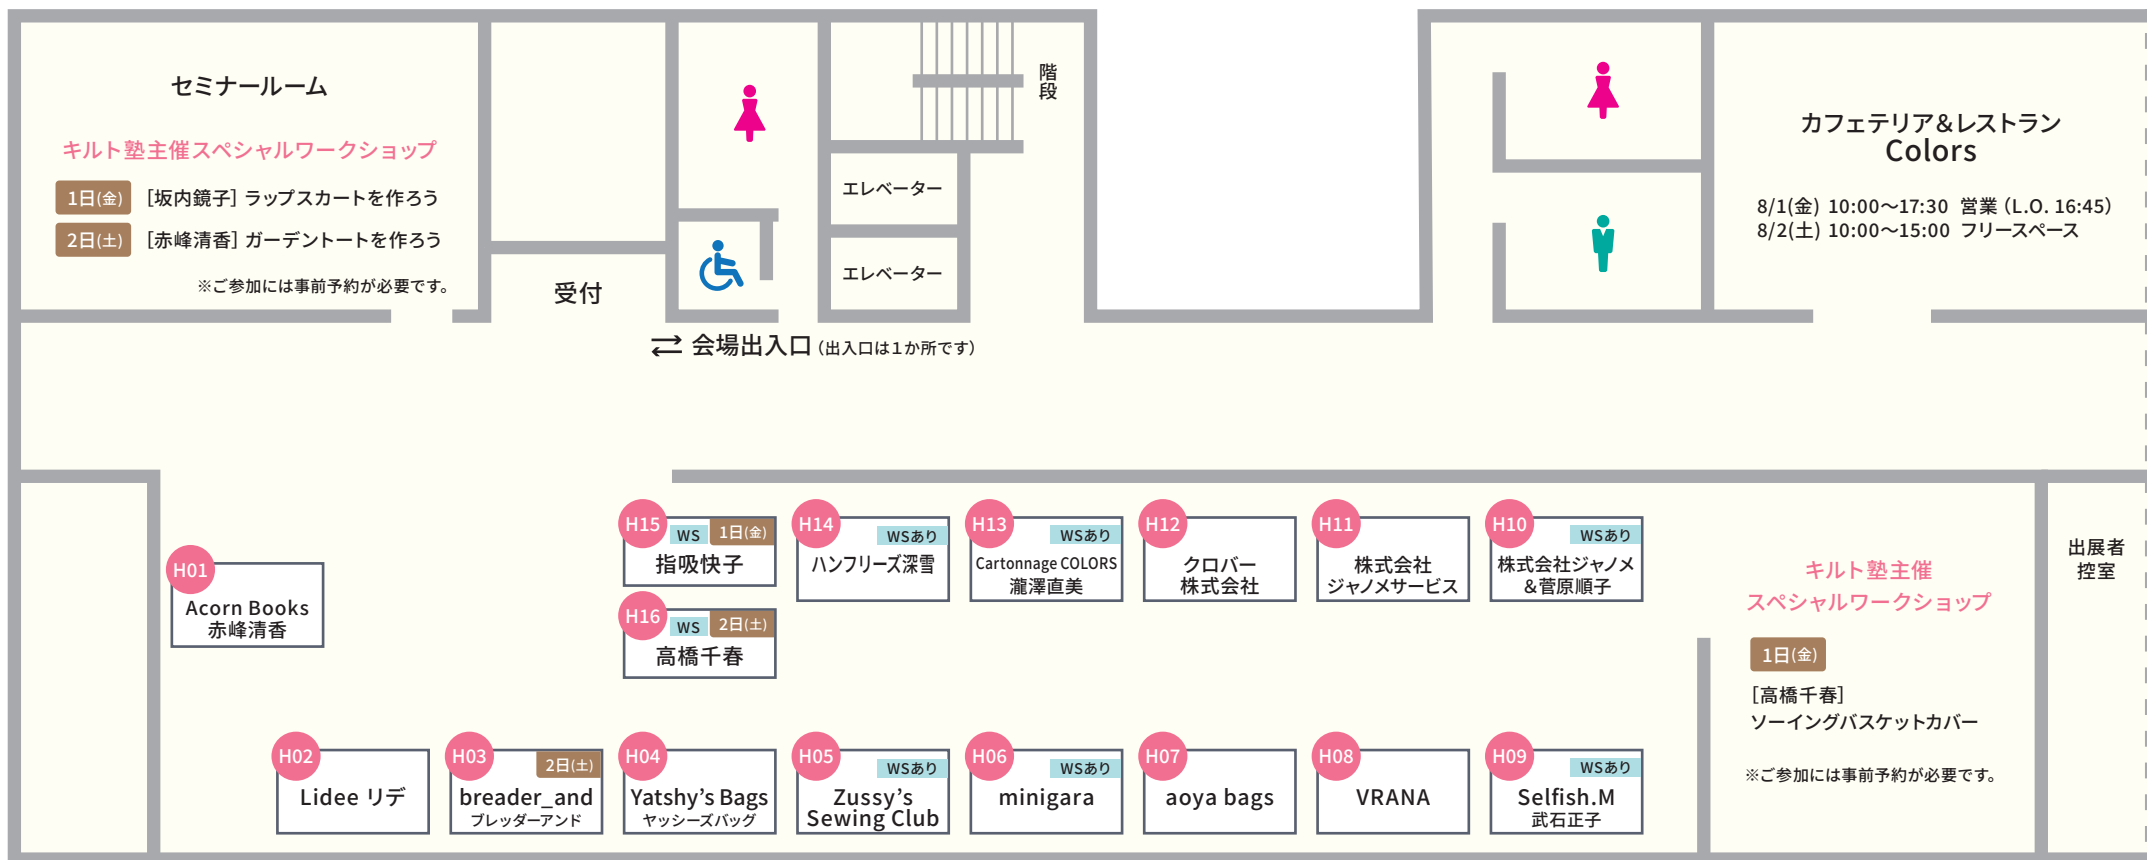 セミナールーム
キルト塾主催スペシャルワークショップ
1日(金) [坂内鏡子] ラップスカートを作ろう
2日(土) [赤峰清香] ガーデントートを作ろう
※ご参加には事前予約が必要です。
受付
階段
エレベーター
エレベーター
⇄ 会場出入口 (出入口は1か所です)
カフェテリア&レストラン
Colors
8/1(金) 10:00〜17:30 営業 (L.O. 16:45)
8/2(土) 10:00〜15:00 フリースペース
H01
Acorn Books
赤峰清香
H15 WS 1日(金)
指吸快子
H16 WS 2日(土)
高橋千春
H14 WSあり
ハンフリーズ深雪
H13 WSあり
Cartonnage COLORS
瀧澤直美
H12
クロバー
株式会社
H11
株式会社
ジャノメサービス
H10 WSあり
株式会社ジャノメ
&菅原順子
H02
Lidee リデ
H03 2日(土)
breader_and
ブレッダーアンド
H04
Yatshy's Bags
ヤッシーズバッグ
H05 WSあり
Zussy's
Sewing Club
H06 WSあり
minigara
H07
aoya bags
H08
VRANA
H09 WSあり
Selfish.M
武石正子
キルト塾主催
スペシャルワークショップ
1日(金)
[高橋千春]
ソーイングバスケットカバー
※ご参加には事前予約が必要です。
出展者
控室